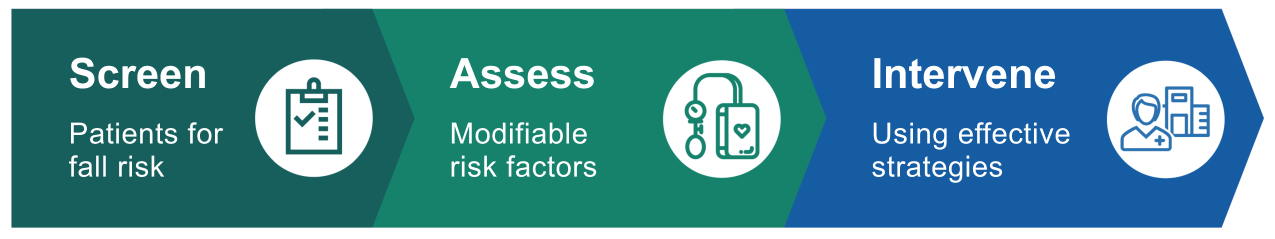 Screen
Patients for
fall risk
Assess
Modifiable
risk factors
Intervene
Using effective
strategies